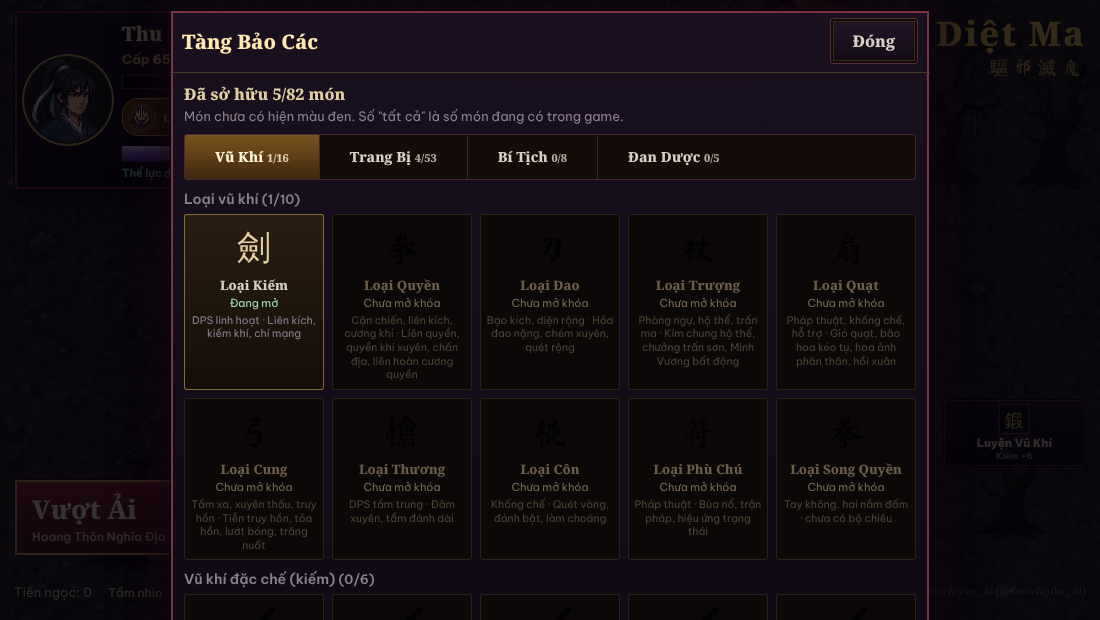 Thu
Cấp 65
Thể lực đ
Diệt Ma
驅邪滅魔
Tàng Bảo Các
Đóng
Đã sở hữu 5/82 món
Món chưa có hiện màu đen. Số "tất cả" là số món đang có trong game.
Vũ Khí 1/16
Trang Bị 4/53
Bí Tịch 0/8
Đan Dược 0/5
Loại vũ khí (1/10)
劍
Loại Kiếm
Đang mở
DPS linh hoạt · Liên kích,
kiếm khí, chí mạng
拳
Loại Quyền
Chưa mở khóa
Cận chiến, liên kích,
cương khí · Liên quyền,
quyền khí xuyên, chấn
địa, liên hoàn cương
quyền
刀
Loại Đao
Chưa mở khóa
Bạo kích, diện rộng · Hỏa
đao nộng, chém xuyên,
quét rộng
杖
Loại Trượng
Chưa mở khóa
Phòng ngự, hộ thể, trấn
ma · Kim chung hộ thể,
chưởng trấn sơn, Minh
Vương bất động
扇
Loại Quạt
Chưa mở khóa
Pháp thuật, khống chế,
hỗ trợ · Gió quạt, bão
hoa kéo tụ, hoa ảnh
phân thân, hồi xuân
弓
Loại Cung
Chưa mở khóa
Tầm xa, xuyên thấu, truy
hồn · Tiễn truy hồn, tỏa
hồn, lướt bóng, trăng
nuốt
槍
Loại Thương
Chưa mở khóa
DPS tầm trung · Đâm
xuyên, tầm đánh dài
棍
Loại Côn
Chưa mở khóa
Khống chế · Quét vòng,
đánh bật, làm choáng
符
Loại Phù Chú
Chưa mở khóa
Pháp thuật · Bùa nổ, trận
pháp, hiệu ứng trạng
thái
拳
Loại Song Quyền
Chưa mở khóa
Tay không, hai nắm đấm
· chưa có bộ chiêu
Vũ khí đặc chế (kiếm) (0/6)
鍛
Luyện Vũ Khí
Kiếm +6
Vượt Ải
Hoang Thôn Nghĩa Địa
Tiên ngọc: 0
Tầm nhìn
naWorks_AI (@KanaWorks_AI)